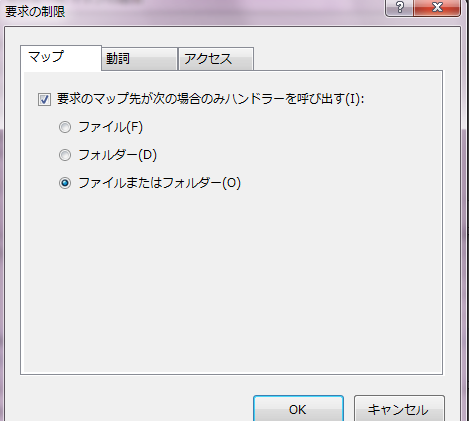 要求の制限
マップ 動詞 アクセス
要求のマップ先が次の場合のみハンドラーを呼び出す(I):
ファイル(F)
フォルダー(D)
ファイルまたはフォルダー(O)
OK キャンセル